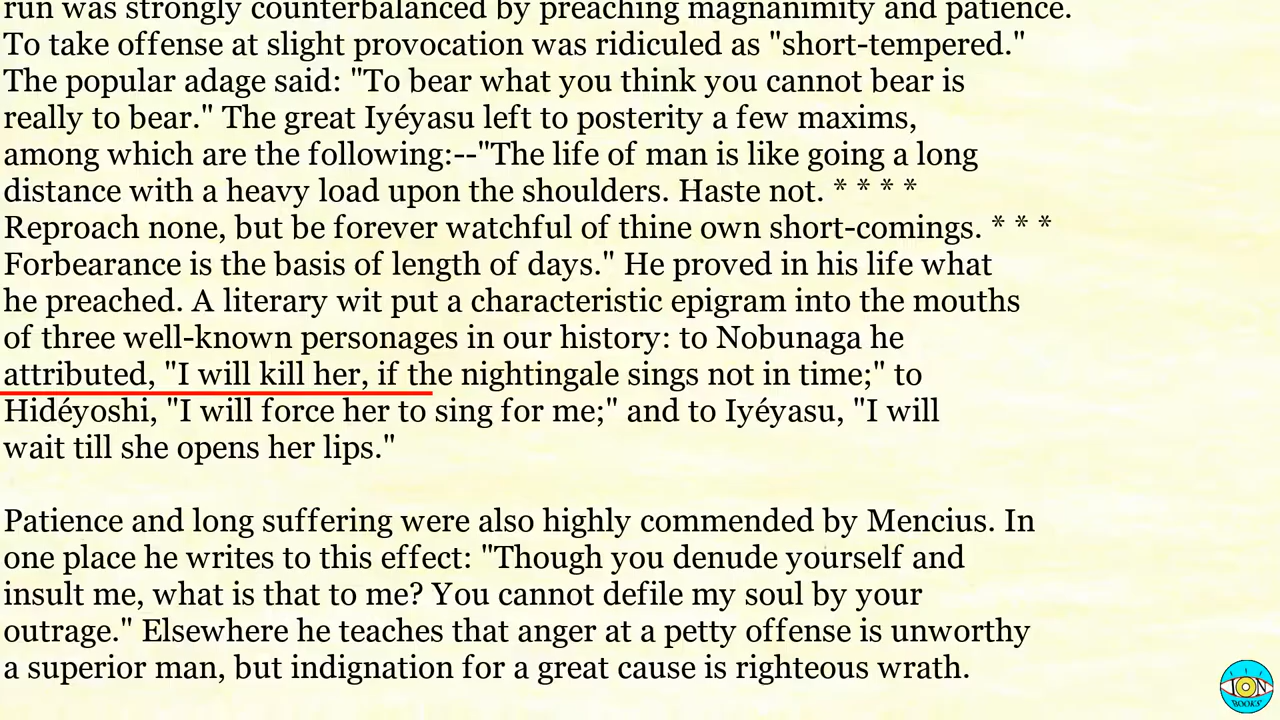 run was strongly counterbalanced by preaching magnanimity and patience.
To take offense at slight provocation was ridiculed as "short-tempered."
The popular adage said: "To bear what you think you cannot bear is
really to bear." The great Iyéyasu left to posterity a few maxims,
among which are the following:--"The life of man is like going a long
distance with a heavy load upon the shoulders. Haste not. * * * *
Reproach none, but be forever watchful of thine own short-comings. * * *
Forbearance is the basis of length of days." He proved in his life what
he preached. A literary wit put a characteristic epigram into the mouths
of three well-known personages in our history: to Nobunaga he
attributed, "I will kill her, if the nightingale sings not in time;" to
Hidéyoshi, "I will force her to sing for me;" and to Iyéyasu, "I will
wait till she opens her lips."
Patience and long suffering were also highly commended by Mencius. In
one place he writes to this effect: "Though you denude yourself and
insult me, what is that to me? You cannot defile my soul by your
outrage." Elsewhere he teaches that anger at a petty offense is unworthy
a superior man, but indignation for a great cause is righteous wrath.
ION
BOOKS